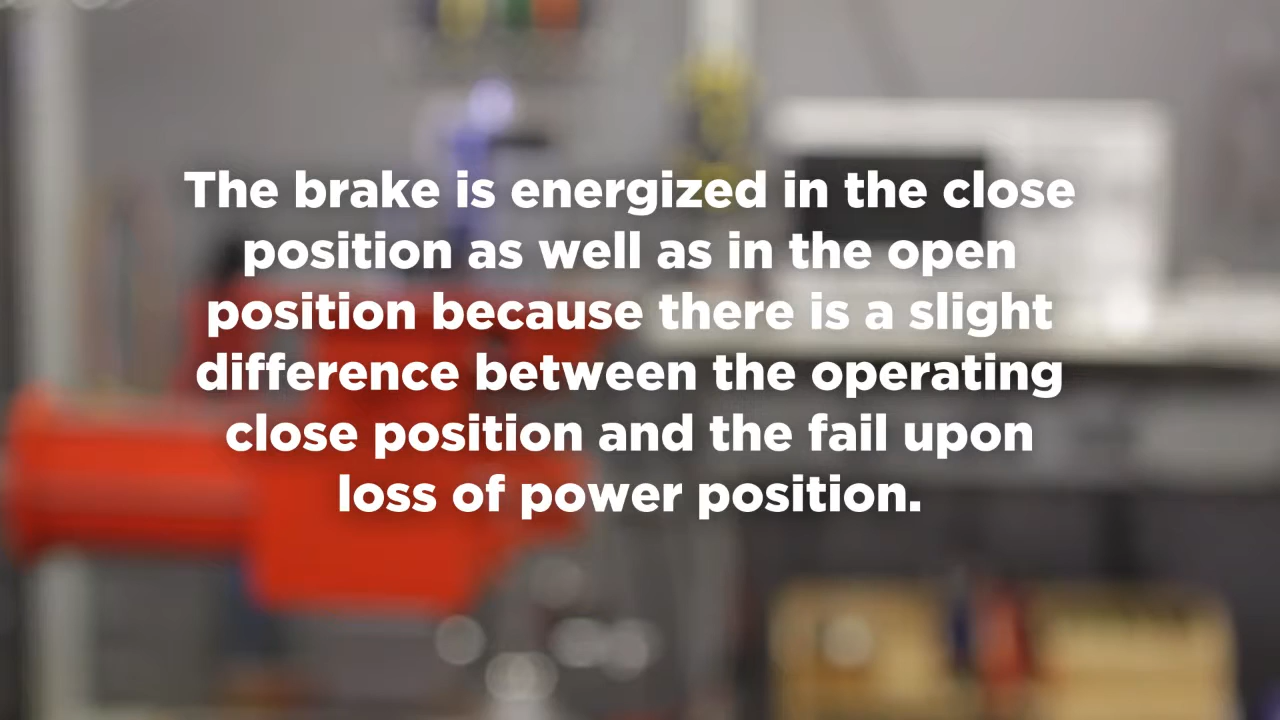 The brake is energized in the close
position as well as in the open
position because there is a slight
difference between the operating
close position and the fail upon
loss of power position.